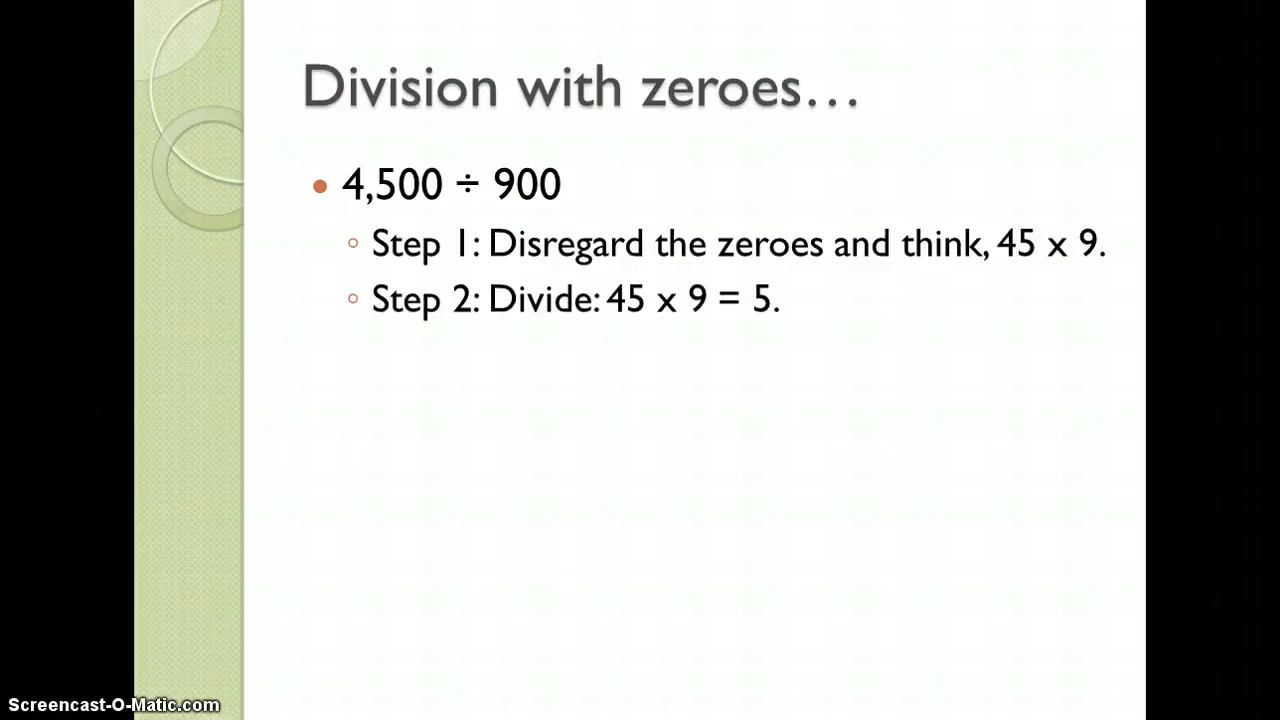 Division with zeroes…
4,500 ÷ 900
Step 1: Disregard the zeroes and think, 45 x 9.
Step 2: Divide: 45 x 9 = 5.
Screencast-O-Matic.com